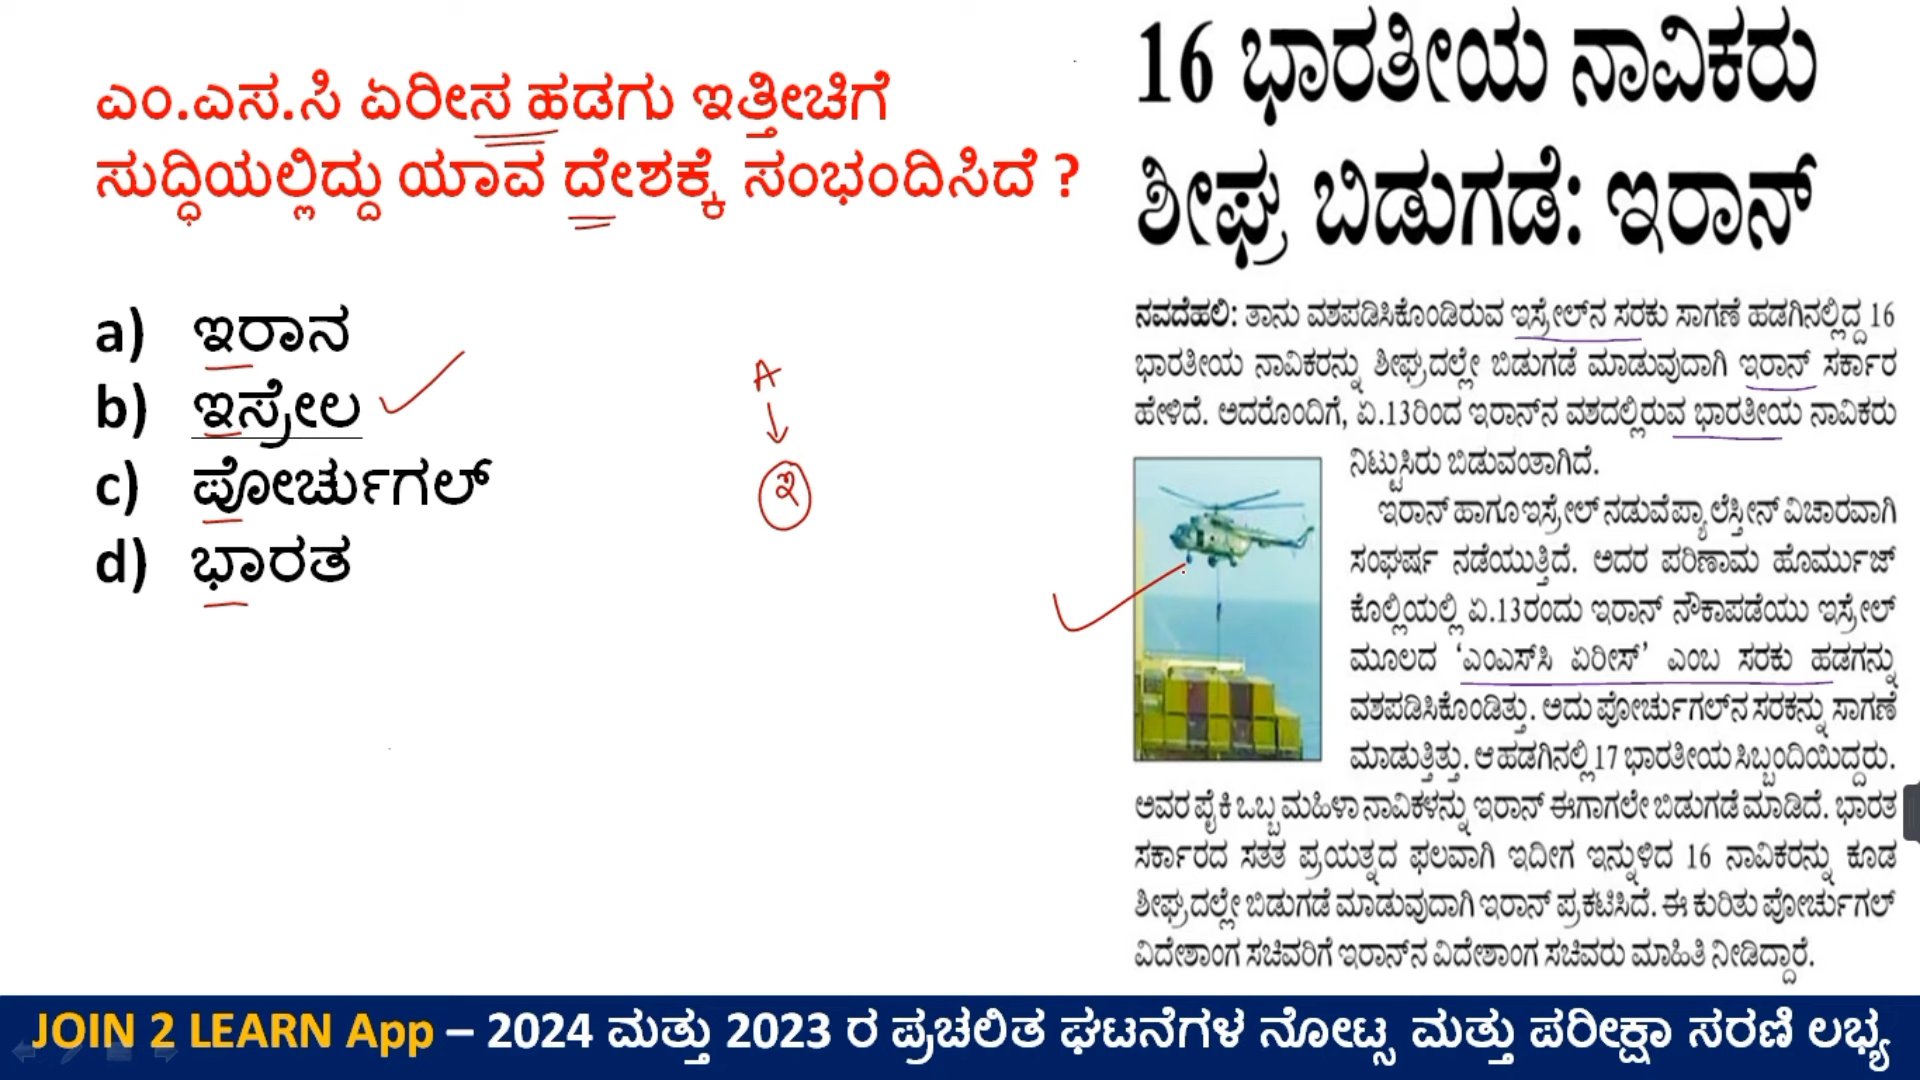 ಎಂ.ಎಸ.ಸಿ ಏರೀಸ ಹಡಗು ಇತ್ತೀಚಿಗೆ
ಸುದ್ಧಿಯಲ್ಲಿದ್ದು ಯಾವ ದೇಶಕ್ಕೆ ಸಂಭಂದಿಸಿದೆ ?
a) ಇರಾನ
b) ಇಸ್ರೇಲ
c) ಪೋರ್ಚುಗಲ್
d) ಭಾರತ
A
ಇ
16 ಭಾರತೀಯ ನಾವಿಕರು
ಶೀಘ್ರ ಬಿಡುಗಡೆ: ಇರಾನ್
ನವದೆಹಲಿ: ತಾನು ವಶಪಡಿಸಿಕೊಂಡಿರುವ ಇಸ್ರೇಲ್‌ನ ಸರಕು ಸಾಗಣೆ ಹಡಗಿನಲ್ಲಿದ್ದ 16
ಭಾರತೀಯ ನಾವಿಕರನ್ನು ಶೀಘ್ರದಲ್ಲೇ ಬಿಡುಗಡೆ ಮಾಡುವುದಾಗಿ ಇರಾನ್ ಸರ್ಕಾರ
ಹೇಳಿದೆ. ಅದರೊಂದಿಗೆ, ಏ.13ರಿಂದ ಇರಾನ್‌ನ ವಶದಲ್ಲಿರುವ ಭಾರತೀಯ ನಾವಿಕರು
ನಿಟ್ಟುಸಿರು ಬಿಡುವಂತಾಗಿದೆ.
ಇರಾನ್ ಹಾಗೂ ಇಸ್ರೇಲ್ ನಡುವೆ ಪ್ಯಾಲೆಸ್ತೀನ್ ವಿಚಾರವಾಗಿ
ಸಂಘರ್ಷ ನಡೆಯುತ್ತಿದೆ. ಅದರ ಪರಿಣಾಮ ಹೊರ್ಮುಜ್
ಕೊಲ್ಲಿಯಲ್ಲಿ ಏ.13ರಂದು ಇರಾನ್ ನೌಕಾಪಡೆಯು ಇಸ್ರೇಲ್
ಮೂಲದ ‘ಎಂಎಸ್‌ಸಿ ಏರೀಸ್’ ಎಂಬ ಸರಕು ಹಡಗನ್ನು
ವಶಪಡಿಸಿಕೊಂಡಿತ್ತು. ಅದು ಪೋರ್ಚುಗಲ್‌ನ ಸರಕನ್ನು ಸಾಗಣೆ
ಮಾಡುತ್ತಿತ್ತು. ಆ ಹಡಗಿನಲ್ಲಿ 17 ಭಾರತೀಯ ಸಿಬ್ಬಂದಿಯಿದ್ದರು.
ಅವರ ಪೈಕಿ ಒಬ್ಬ ಮಹಿಳಾ ನಾವಿಕಳನ್ನು ಇರಾನ್ ಈಗಾಗಲೇ ಬಿಡುಗಡೆ ಮಾಡಿದೆ. ಭಾರತ
ಸರ್ಕಾರದ ಸತತ ಪ್ರಯತ್ನದ ಫಲವಾಗಿ ಇದೀಗ ಇನ್ನುಳಿದ 16 ನಾವಿಕರನ್ನು ಕೂಡ
ಶೀಘ್ರದಲ್ಲೇ ಬಿಡುಗಡೆ ಮಾಡುವುದಾಗಿ ಇರಾನ್ ಪ್ರಕಟಿಸಿದೆ. ಈ ಕುರಿತು ಪೋರ್ಚುಗಲ್
ವಿದೇಶಾಂಗ ಸಚಿವರಿಗೆ ಇರಾನ್‌ನ ವಿದೇಶಾಂಗ ಸಚಿವರು ಮಾಹಿತಿ ನೀಡಿದ್ದಾರೆ.
JOIN 2 LEARN App – 2024 ಮತ್ತು 2023 ರ ಪ್ರಚಲಿತ ಘಟನೆಗಳ ನೋಟ್ಸ ಮತ್ತು ಪರೀಕ್ಷಾ ಸರಣಿ ಲಭ್ಯ